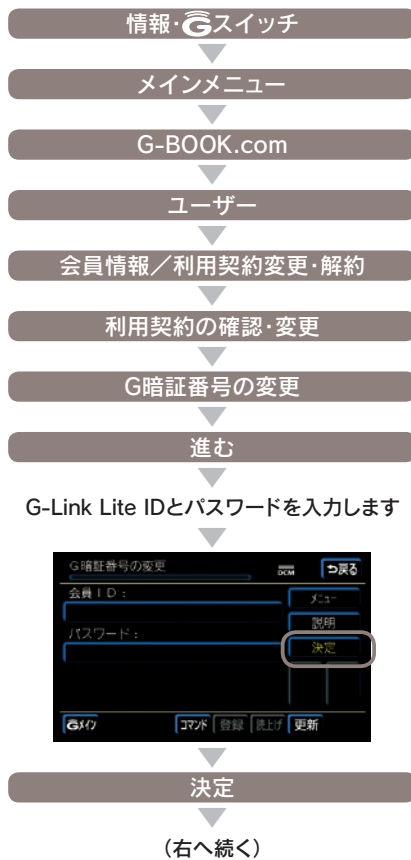 情報・Gスイッチ
メインメニュー
G-BOOK.com
ユーザー
会員情報／利用契約変更・解約
利用契約の確認・変更
G暗証番号の変更
進む
G-Link Lite IDとパスワードを入力します
G暗証番号の変更 DCM 戻る
会員ID： メニュー
説明
パスワード： 決定
Gメイン コマンド 登録 読上げ 更新
決定
（右へ続く）